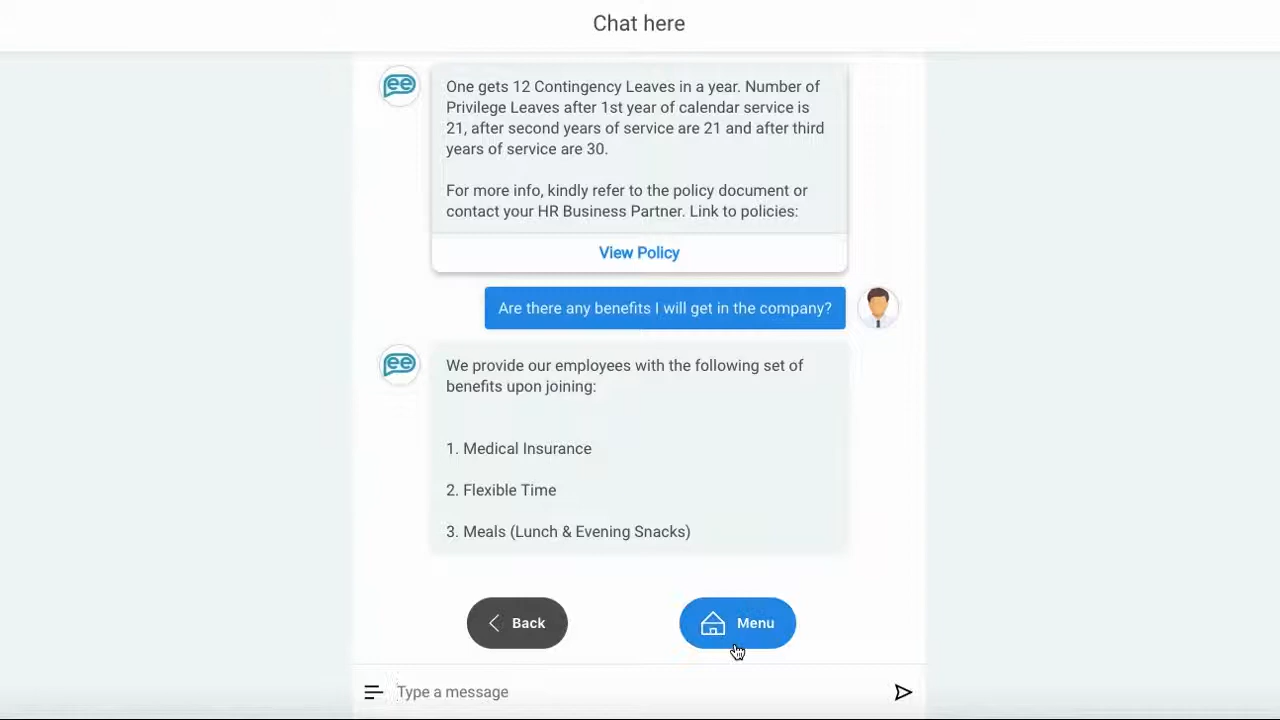 Chat here
One gets 12 Contingency Leaves in a year. Number of
Privilege Leaves after 1st year of calendar service is
21, after second years of service are 21 and after third
years of service are 30.
For more info, kindly refer to the policy document or
contact your HR Business Partner. Link to policies:
View Policy
Are there any benefits I will get in the company?
We provide our employees with the following set of
benefits upon joining:
1. Medical Insurance
2. Flexible Time
3. Meals (Lunch & Evening Snacks)
Back
Menu
Type a message